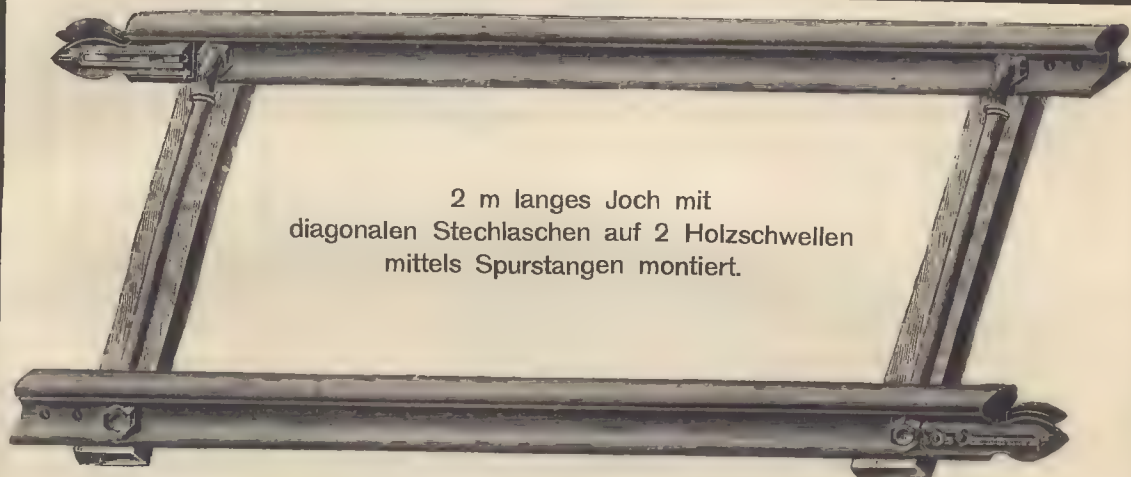 2 m langes Joch mit
diagonalen Stechlaschen auf 2 Holzschwellen
mittels Spurstangen montiert.